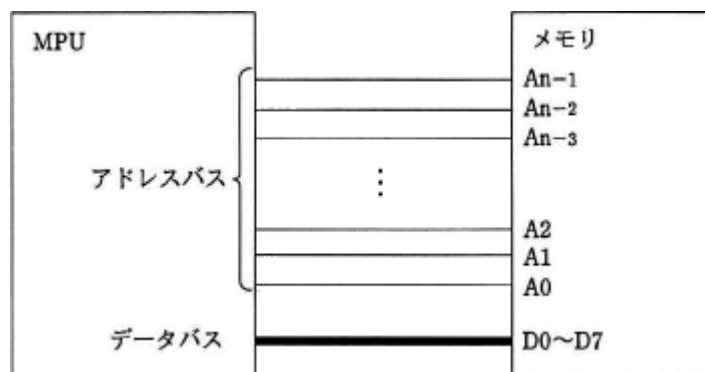 MPU
メモリ
An-1
An-2
An-3
アドレスバス
⋮
A2
A1
A0
データバス
D0~D7